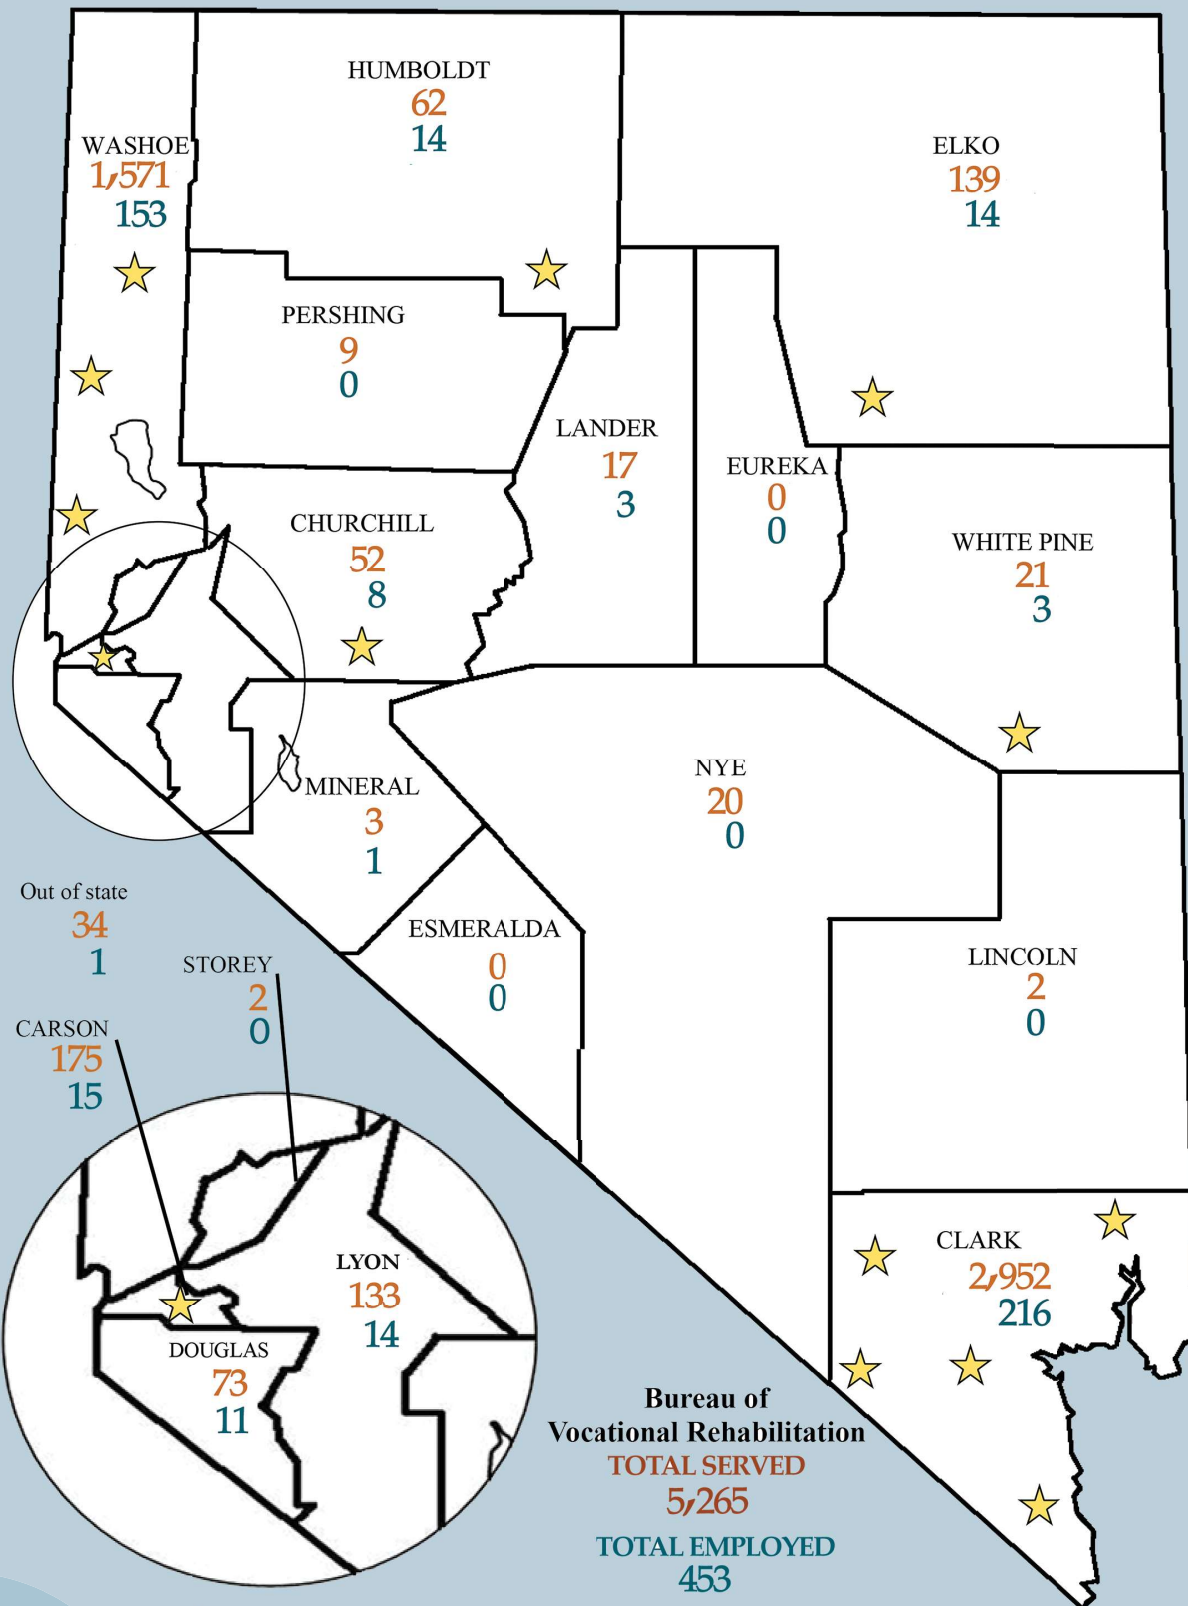 HUMBOLDT
62
14
WASHOE
1,571
153
ELKO
139
14
PERSHING
9
0
LANDER
17
3
EUREKA
0
0
CHURCHILL
52
8
WHITE PINE
21
3
NYE
20
0
MINERAL
3
1
Out of state
34
1
ESMERALDA
0
0
STOREY
2
0
LINCOLN
2
0
CARSON
175
15
CLARK
2,952
216
LYON
133
14
DOUGLAS
73
11
Bureau of
Vocational Rehabilitation
TOTAL SERVED
5,265
TOTAL EMPLOYED
453